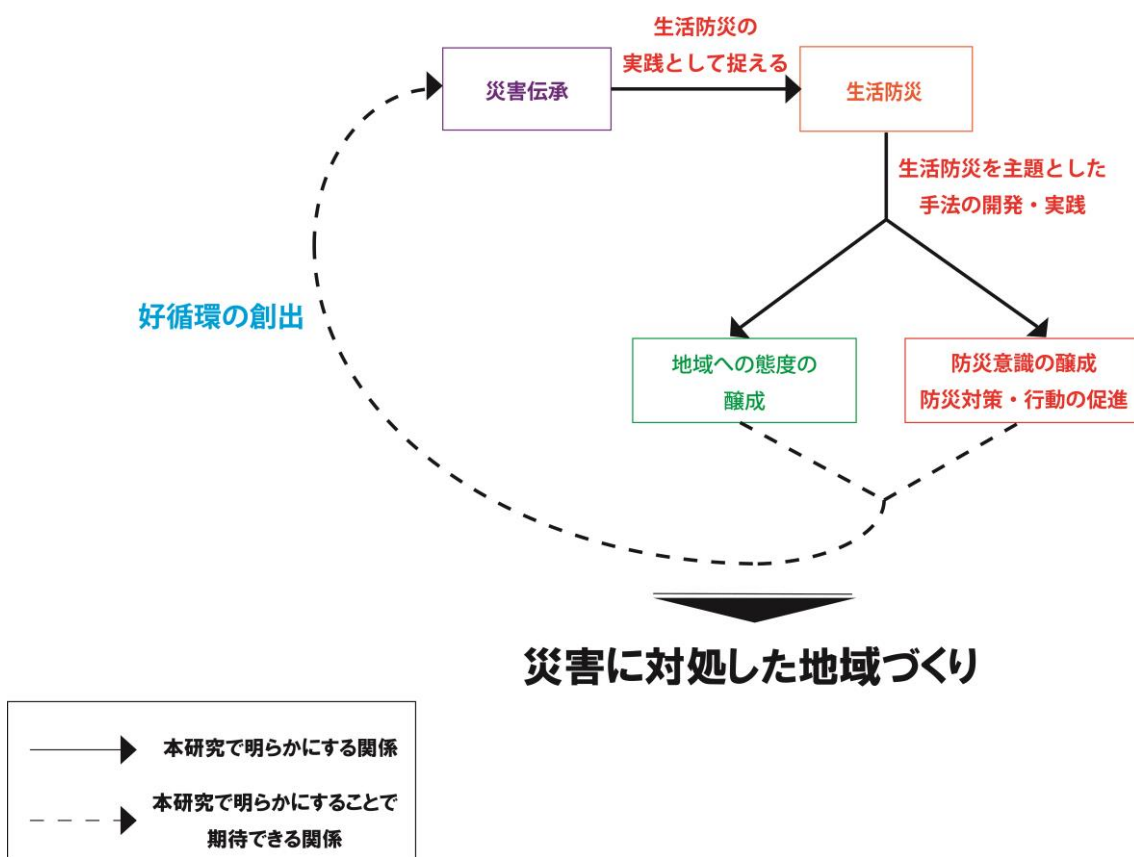 生活防災の
実践として捉える
災害伝承
生活防災
生活防災を主題とした
手法の開発・実践
好循環の創出
地域への態度の
醸成
防災意識の醸成
防災対策・行動の促進
災害に対処した地域づくり
本研究で明らかにする関係
本研究で明らかにすることで
期待できる関係